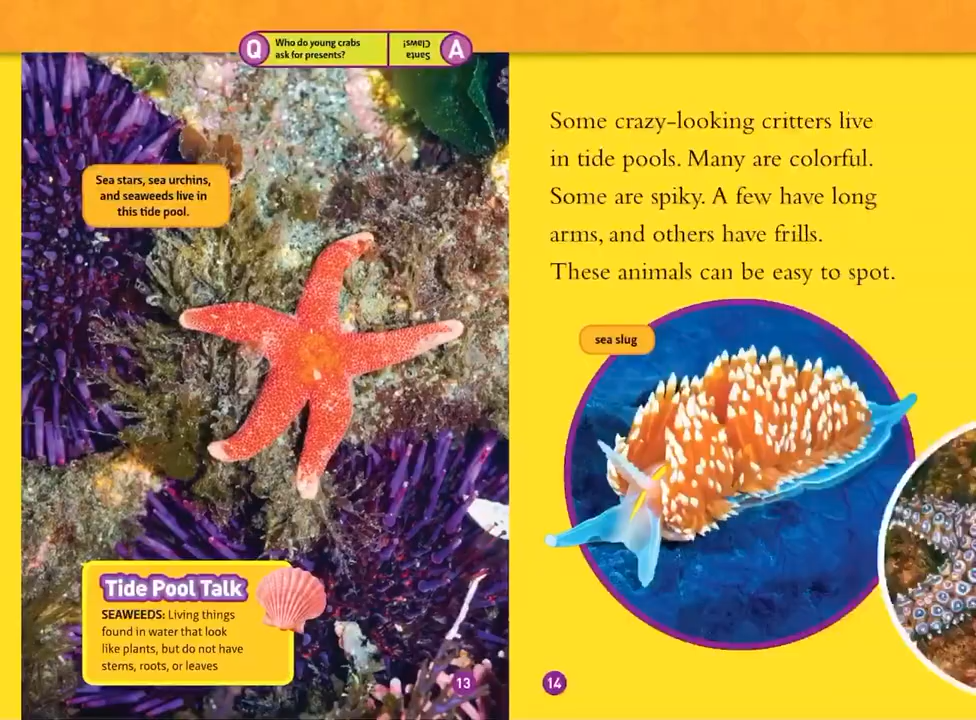 Q
Who do young crabs
ask for presents?
Santa
Claws!
A
Sea stars, sea urchins,
and seaweeds live in
this tide pool.
Tide Pool Talk
SEAWEEDS: Living things
found in water that look
like plants, but do not have
stems, roots, or leaves
13
Some crazy-looking critters live
in tide pools. Many are colorful.
Some are spiky. A few have long
arms, and others have frills.
These animals can be easy to spot.
sea slug
14